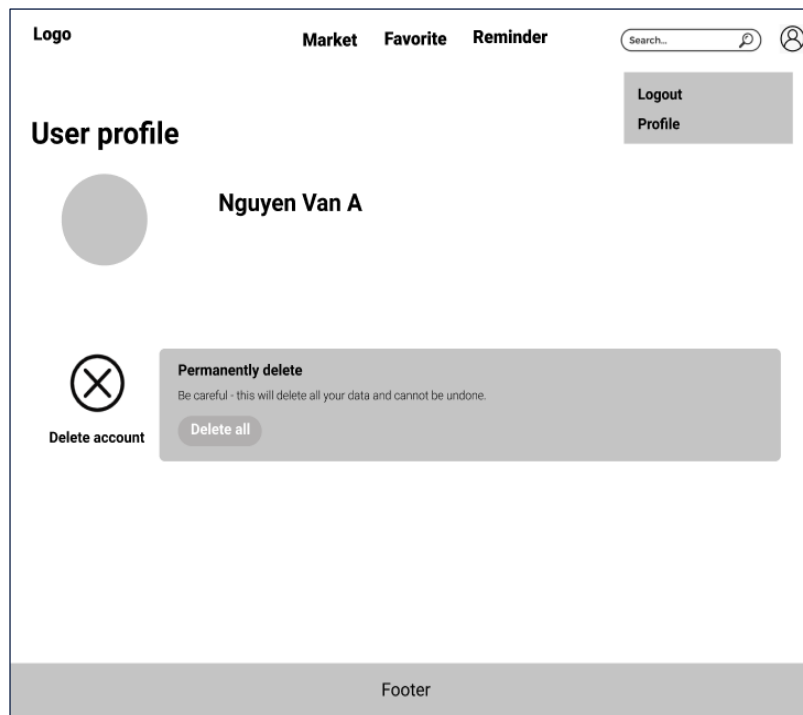 Logo
Market Favorite Reminder
Search...
Logout
Profile
User profile
Nguyen Van A
Delete account
Permanently delete
Be careful - this will delete all your data and cannot be undone.
Delete all
Footer